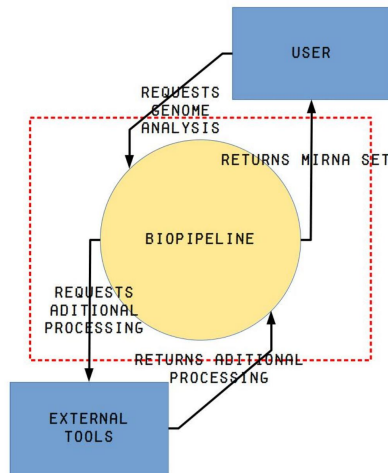 USER
REQUESTS
GENOME
ANALYSIS
RETURNS MIRNA SET
BIOPIPELINE
REQUESTS
ADITIONAL
PROCESSING
RETURNS ADITIONAL
PROCESSING
EXTERNAL
TOOLS